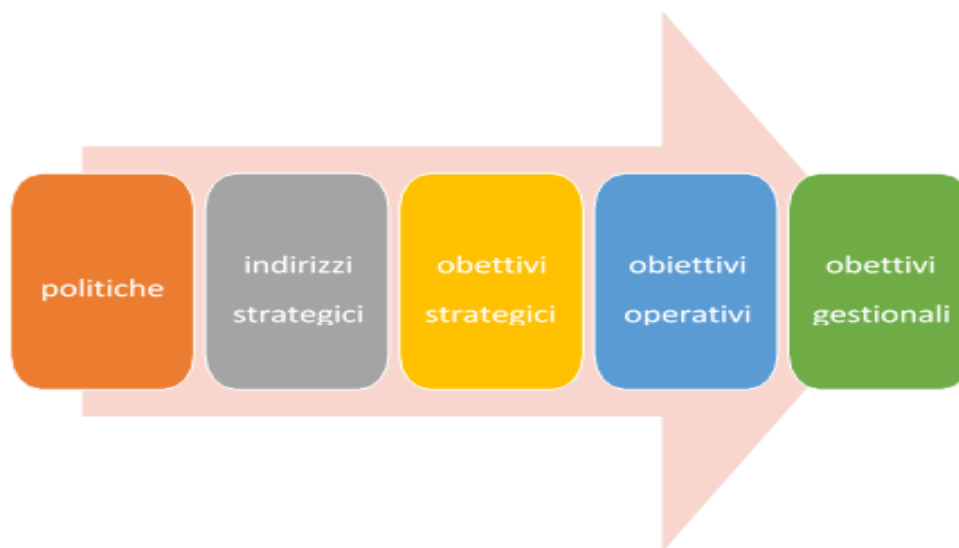 politiche
indirizzi
strategici
obettivi
strategici
obiettivi
operativi
obettivi
gestionali